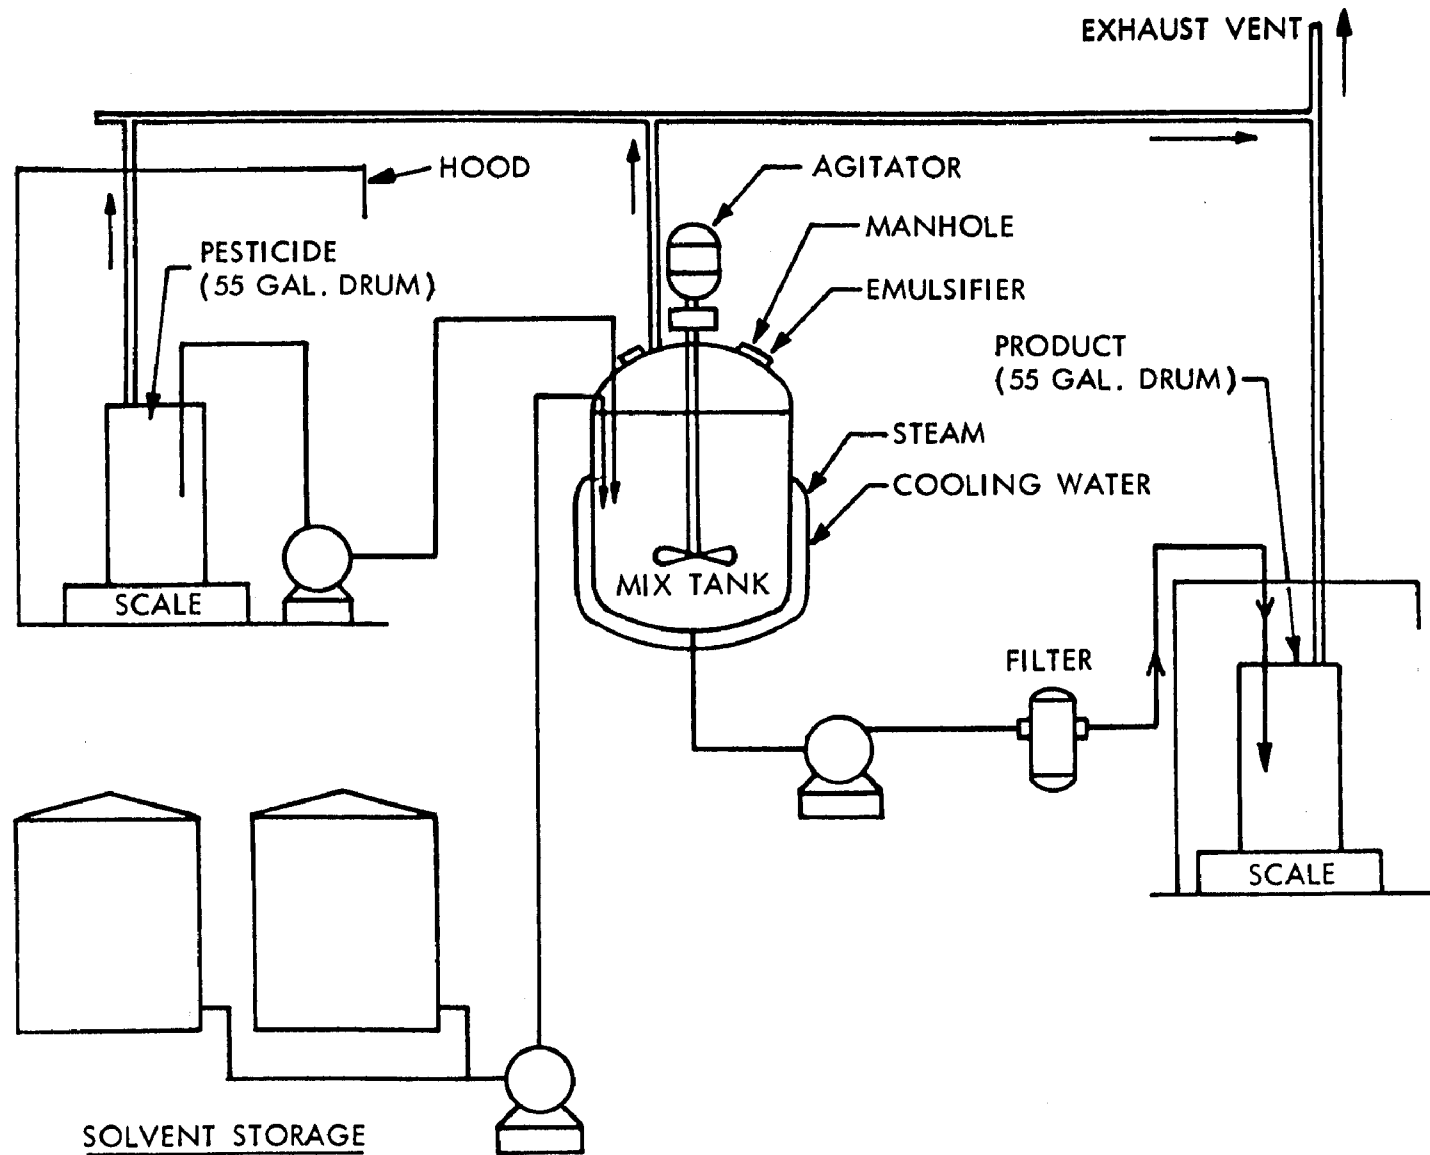 EXHAUST VENT
HOOD
AGITATOR
MANHOLE
PESTICIDE
(55 GAL. DRUM)
EMULSIFIER
PRODUCT
(55 GAL. DRUM)
STEAM
COOLING WATER
MIX TANK
SCALE
FILTER
SCALE
SOLVENT STORAGE